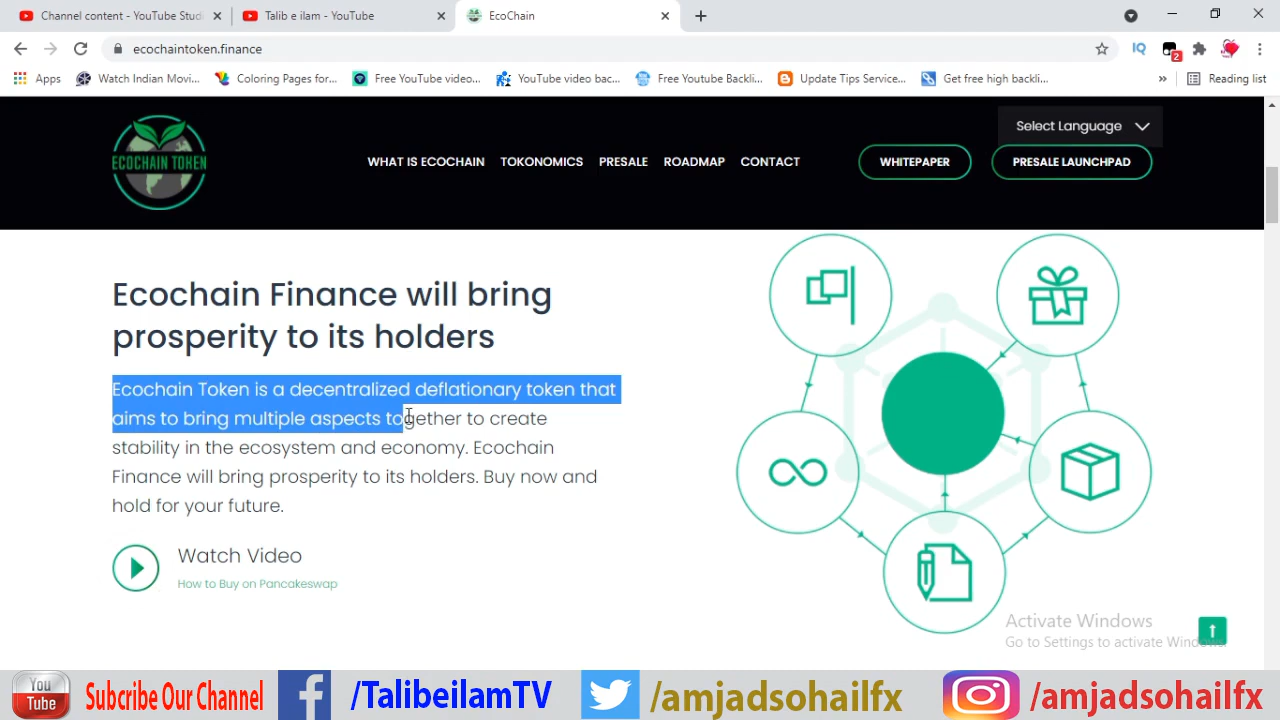 Channel content - YouTube Studi
Talib e ilam - YouTube
EcoChain
ecochaintoken.finance
IQ
2
Apps
Watch Indian Movi...
Coloring Pages for...
Free YouTube video...
YouTube video bac...
Free Youtube Backli...
Update Tips Service...
Get free high backli...
»
Reading list
Select Language
ECOCHAIN TOKEN
WHAT IS ECOCHAIN
TOKONOMICS
PRESALE
ROADMAP
CONTACT
WHITEPAPER
PRESALE LAUNCHPAD
Ecochain Finance will bring
prosperity to its holders
Ecochain Token is a decentralized deflationary token that
aims to bring multiple aspects together to create
stability in the ecosystem and economy. Ecochain
Finance will bring prosperity to its holders. Buy now and
hold for your future.
Watch Video
How to Buy on Pancakeswap
Activate Windows
Go to Settings to activate Windows.
You
Tube
Subcribe Our Channel
/TalibeilamTV
/amjadsohailfx
/amjadsohailfx